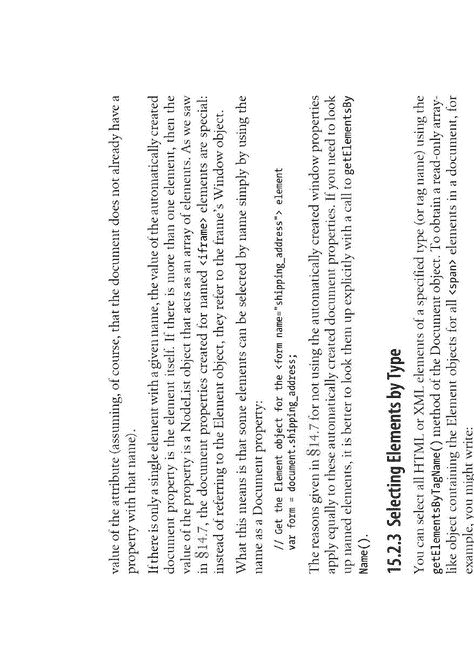 value of the attribute (assuming, of course, that the document does not already have a
property with that name).
If there is only a single element with a given name, the value of the automatically created
document property is the element itself. If there is more than one element, then the
value of the property is a NodeList object that acts as an array of elements. As we saw
in §14.7, the document properties created for named <iframe> elements are special:
instead of referring to the Element object, they refer to the frame's Window object.
What this means is that some elements can be selected by name simply by using the
name as a Document property:
// Get the Element object for the <form name="shipping_address"> element
var form = document.shipping_address;
The reasons given in §14.7 for not using the automatically created window properties
apply equally to these automatically created document properties. If you need to look
up named elements, it is better to look them up explicitly with a call to getElementsBy
Name().
15.2.3 Selecting Elements by Type
You can select all HTML or XML elements of a specified type (or tag name) using the
getElementsByTagName() method of the Document object. To obtain a read-only array-
like object containing the Element objects for all <span> elements in a document, for
example, you might write: